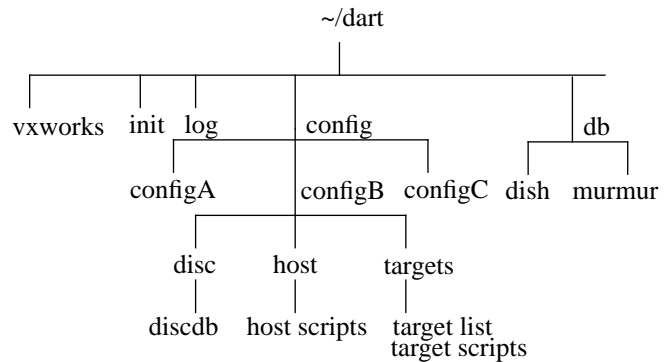 ~/dart
vxworks init log config db
configA configB configC dish murmur
disc host targets
discdb host scripts target list
target scripts